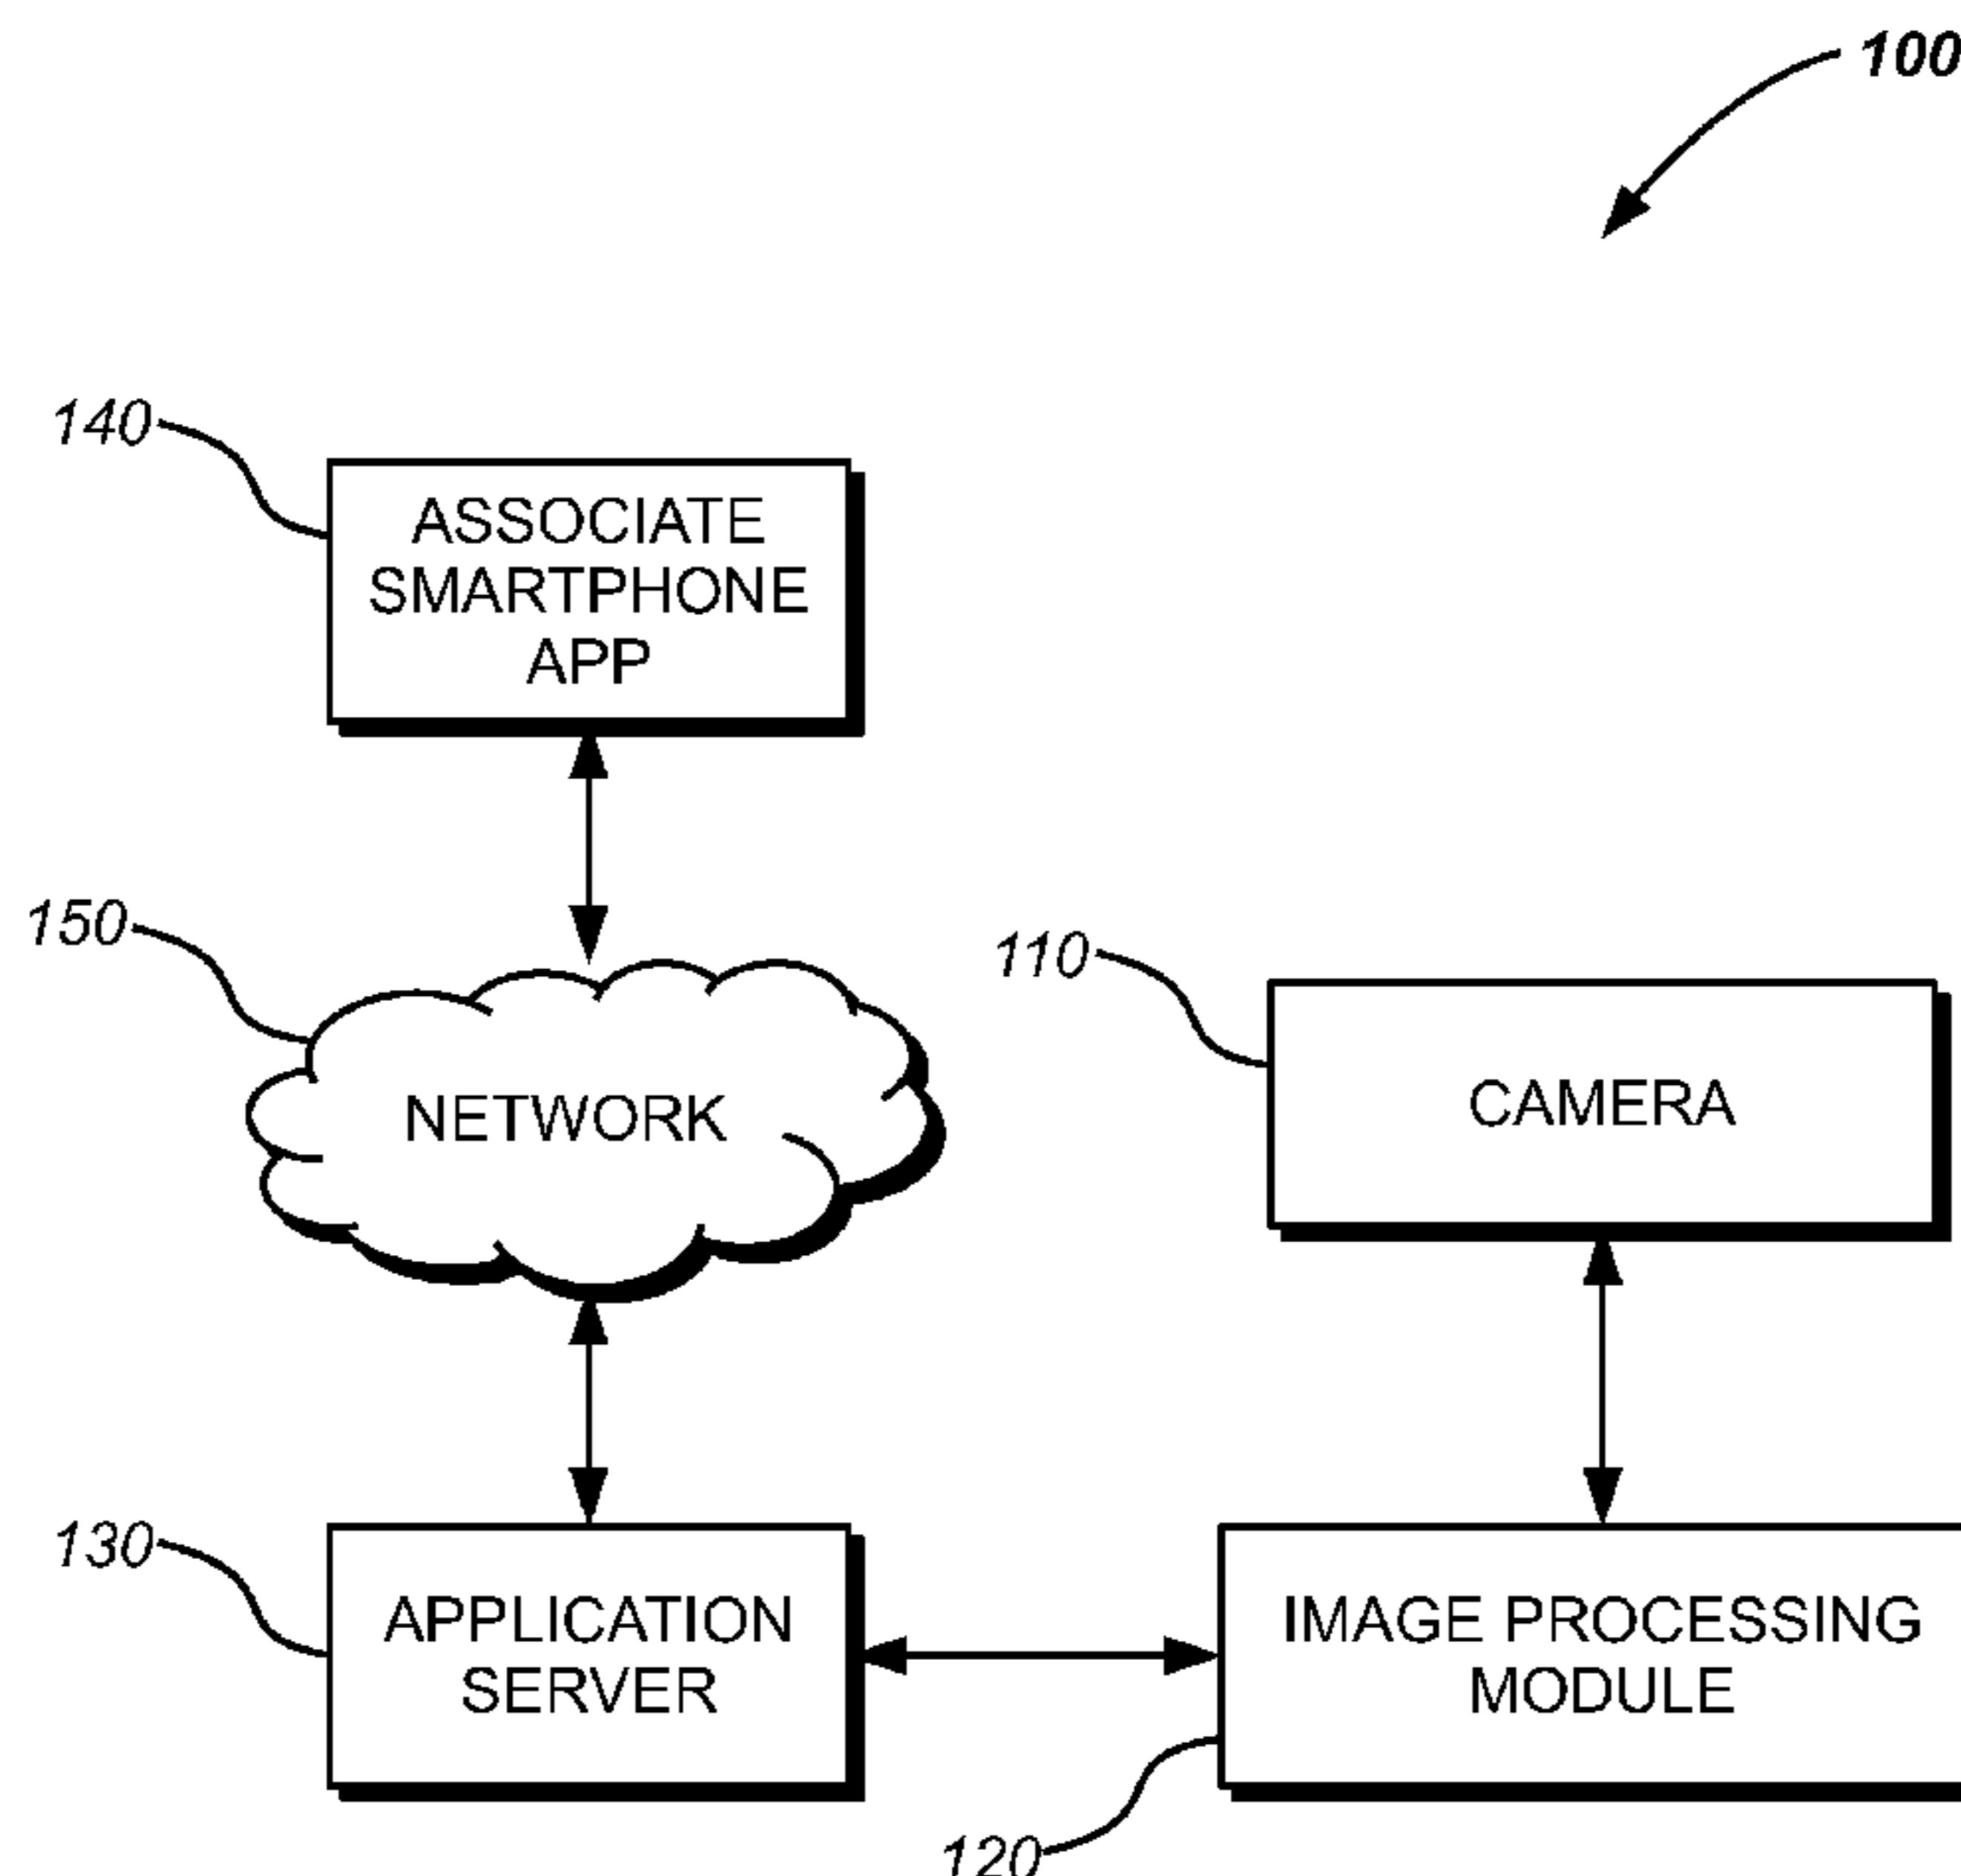 100
140
ASSOCIATE
SMARTPHONE
APP
150
NETWORK
110
CAMERA
130
APPLICATION
SERVER
IMAGE PROCESSING
MODULE
120